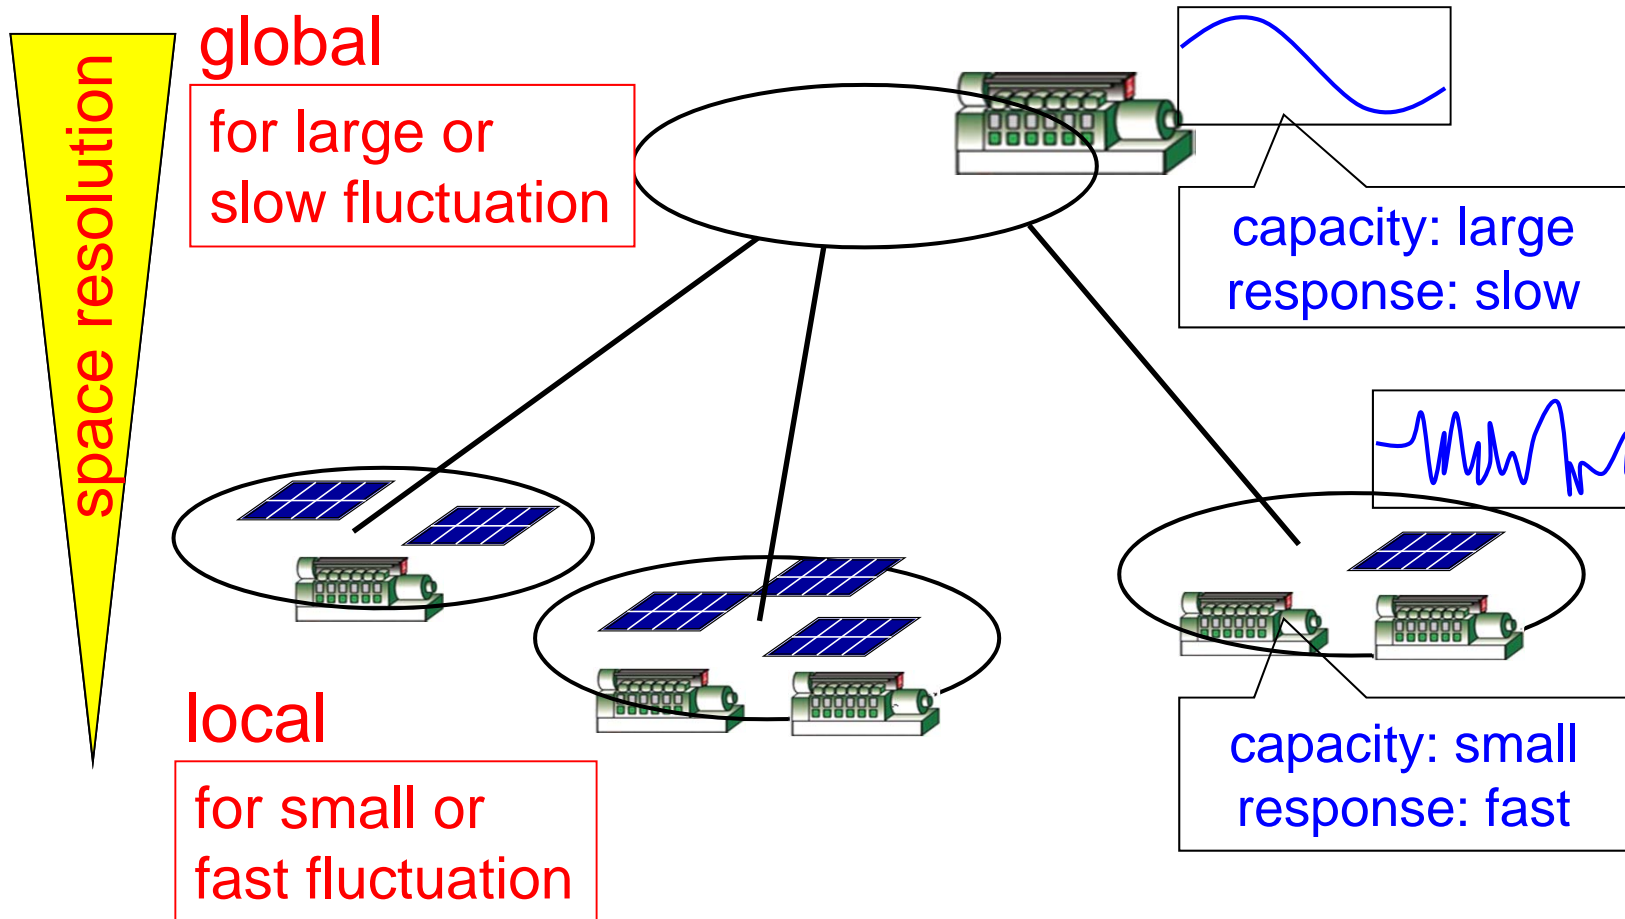 space resolution
global
for large or
slow fluctuation
capacity: large
response: slow
local
for small or
fast fluctuation
capacity: small
response: fast